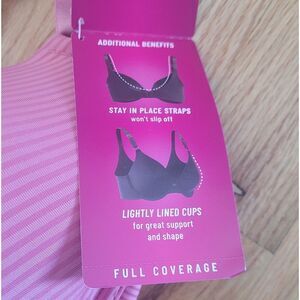 ADDITIONAL BENEFITS
STAY IN PLACE STRAPS
won't slip off
LIGHTLY LINED CUPS
for great support
and shape
FULL COVERAGE